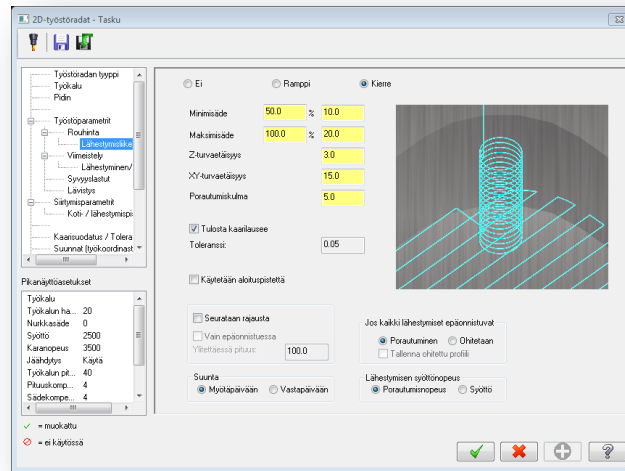 2D-työstöradat - Tasku
Työstöradan tyyppi
Työkalu
Pidin
Työstöparametrit
Rouhinta
Lähestymisliike
Viimeistely
Lähestyminen/
Syvyyslastut
Lävistys
Siirtymisparametrit
Koti- / lähestymispi
Kaarisuodatus / Tolera
Suunnat (työkoordinast
Pikanäyttöasetukset
Työkalu
Työkalun ha... 20
Nurkkasäde 0
Syöttö 2500
Karanopeus 3500
Jäähdytys Käytä
Työkalun pit... 40
Pituuskomp... 4
Sädekompe... 4
= muokattu
= ei käytössä
Ei Ramppi Kierre
Minimisäde 50.0 % 10.0
Maksimisäde 100.0 % 20.0
Z-turvaetäisyys 3.0
XY-turvaetäisyys 15.0
Porautumiskulma 5.0
Tulosta kaarilausee
Toleranssi: 0.05
Käytetään aloituspistettä
Seurataan rajausta
Vain epäonnistuessa
Ylitettäessä pituus: 100.0
Suunta
Myötäpäivään Vastapäivään
Jos kaikki lähestymiset epäonnistuvat
Porautuminen Ohitetaan
Tallenna ohitettu profiili
Lähestymisen syöttönopeus
Porautumisnopeus Syöttö